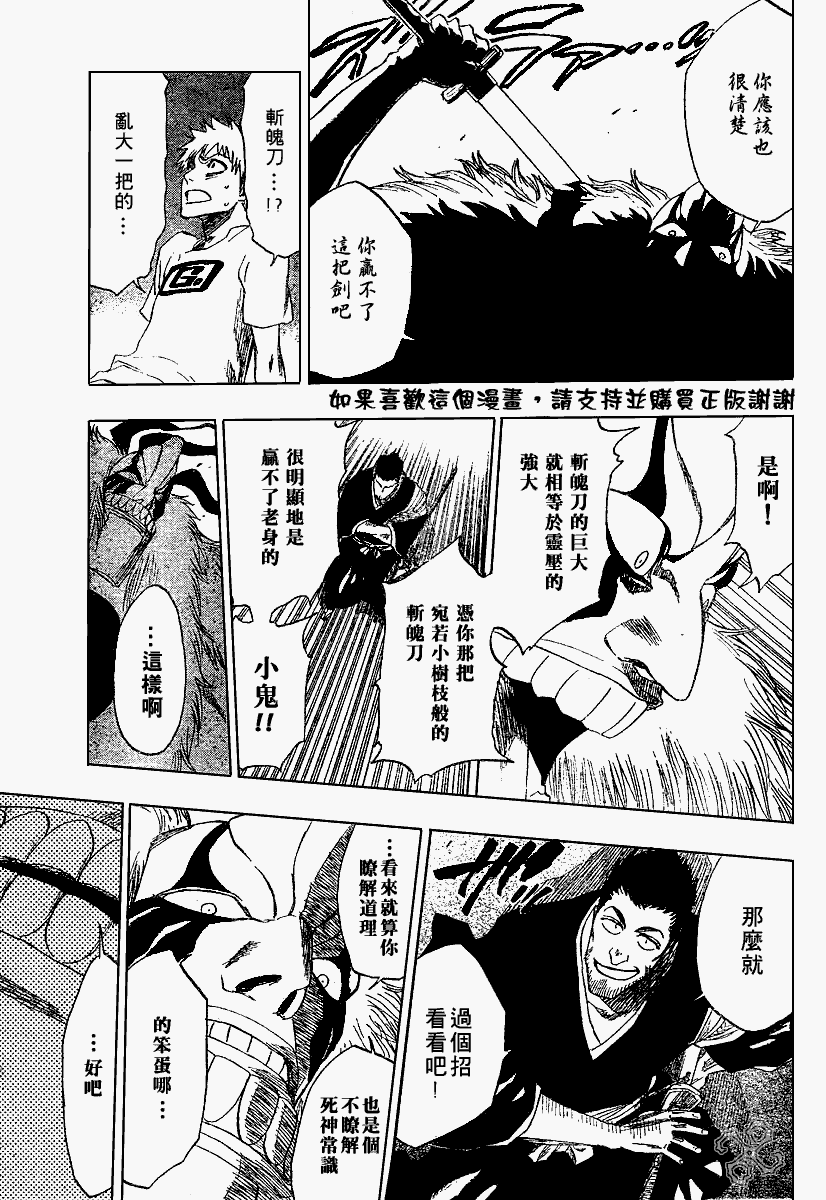 你應該也
很清楚
你贏不了
這把劍吧
斬魄刀…!?
亂大一把的…
如果喜歡這個漫畫，請支持並購買正版謝謝
是啊！
斬魄刀的巨大
就相等於靈壓的
強大
憑你那把
宛若小樹枝般的
斬魄刀
很明顯地是
贏不了老身的
小鬼!!
…這樣啊
那麼就
過個招
看看吧！
…看來就算你
瞭解道理
也是個
不瞭解
死神常識
的笨蛋哪…
…好吧
G.